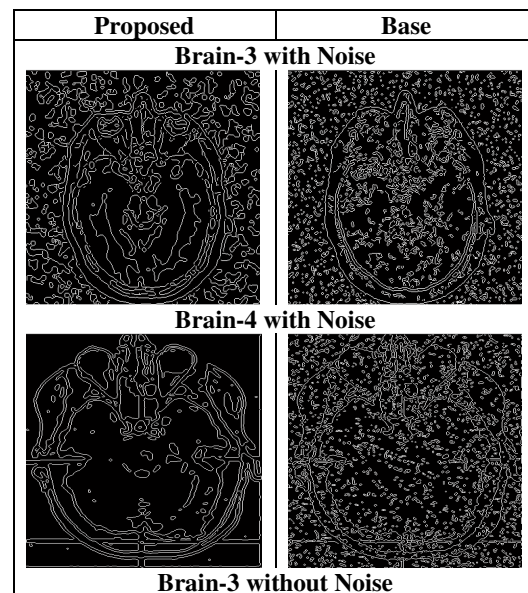 Proposed Base
Brain-3 with Noise
Brain-4 with Noise
Brain-3 without Noise